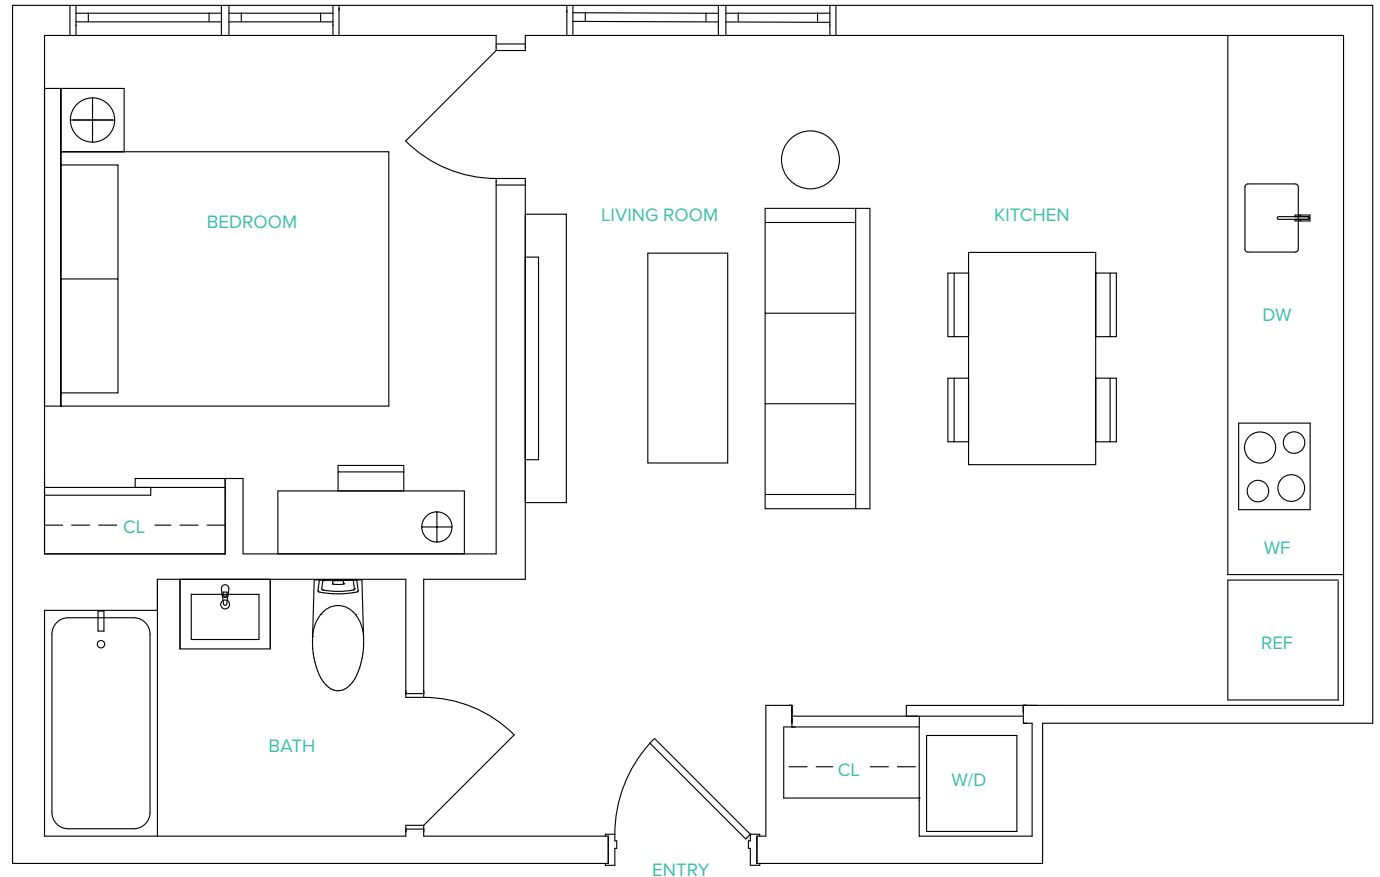 BEDROOM
LIVING ROOM
KITCHEN
DW
CL
WF
REF
BATH
CL
W/D
ENTRY